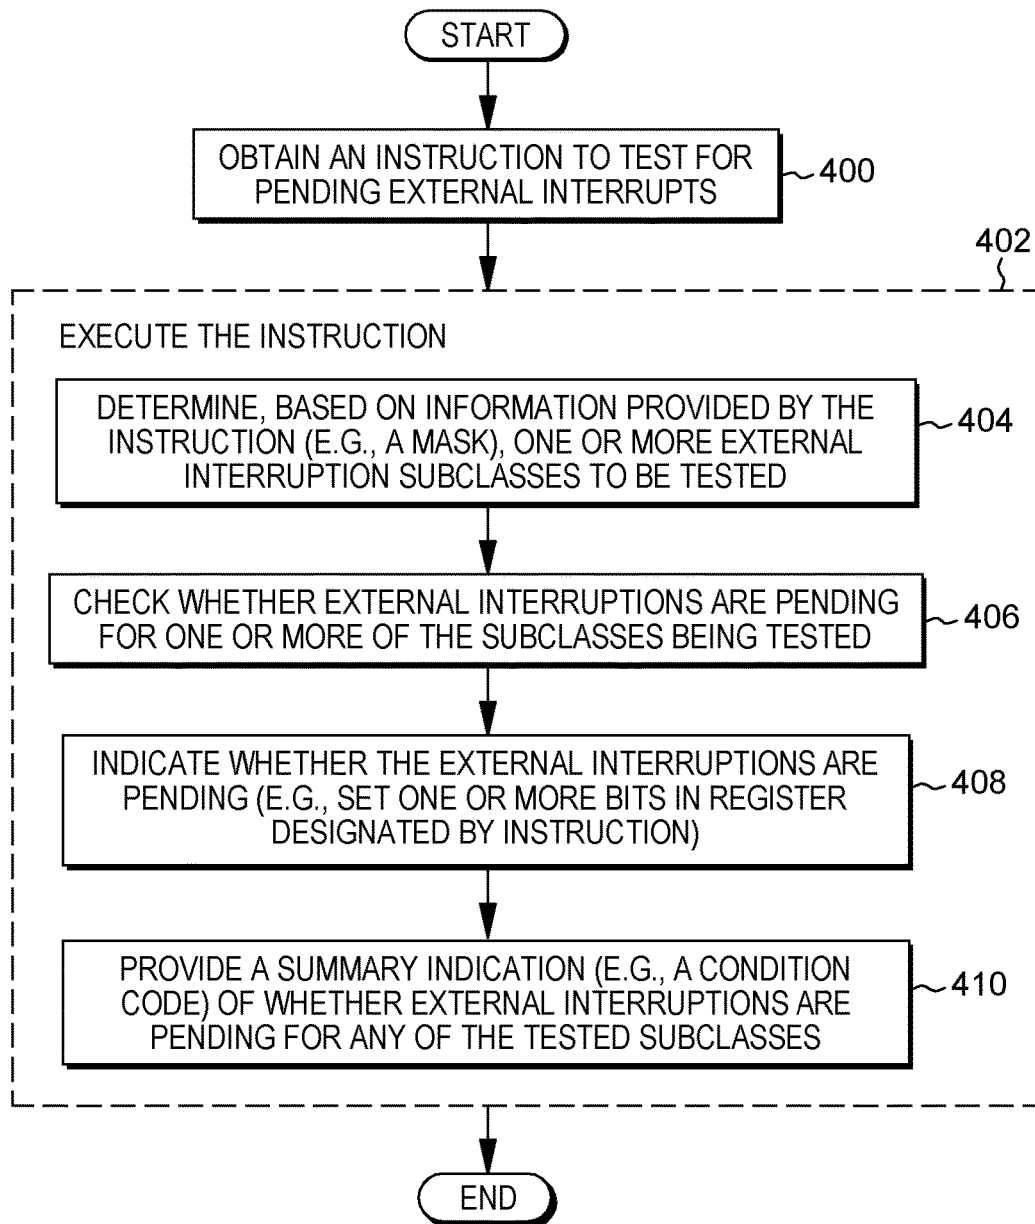 START
OBTAIN AN INSTRUCTION TO TEST FOR
PENDING EXTERNAL INTERRUPTS
400
402
EXECUTE THE INSTRUCTION
DETERMINE, BASED ON INFORMATION PROVIDED BY THE
INSTRUCTION (E.G., A MASK), ONE OR MORE EXTERNAL
INTERRUPTION SUBCLASSES TO BE TESTED
404
CHECK WHETHER EXTERNAL INTERRUPTIONS ARE PENDING
FOR ONE OR MORE OF THE SUBCLASSES BEING TESTED
406
INDICATE WHETHER THE EXTERNAL INTERRUPTIONS ARE
PENDING (E.G., SET ONE OR MORE BITS IN REGISTER
DESIGNATED BY INSTRUCTION)
408
PROVIDE A SUMMARY INDICATION (E.G., A CONDITION
CODE) OF WHETHER EXTERNAL INTERRUPTIONS ARE
PENDING FOR ANY OF THE TESTED SUBCLASSES
410
END